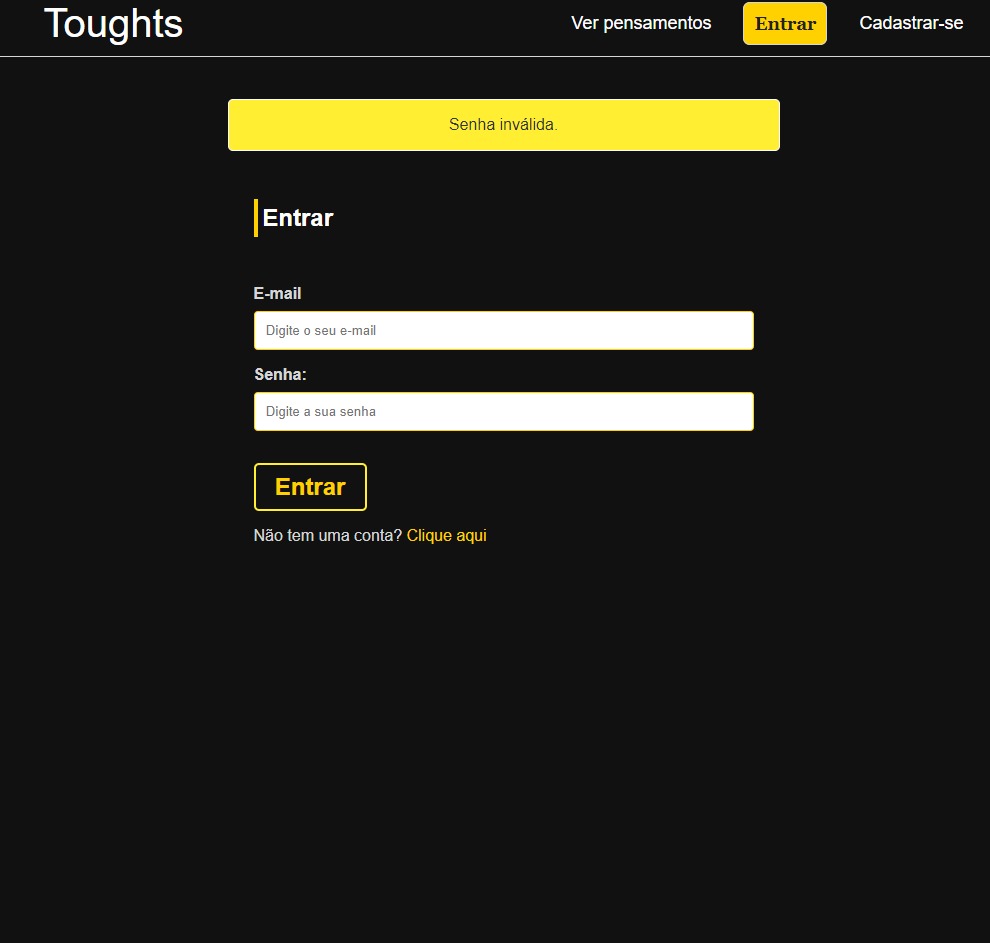 Toughts
Ver pensamentos
Entrar
Cadastrar-se
Senha inválida.
Entrar
E-mail
Digite o seu e-mail
Senha:
Digite a sua senha
Entrar
Não tem uma conta? Clique aqui